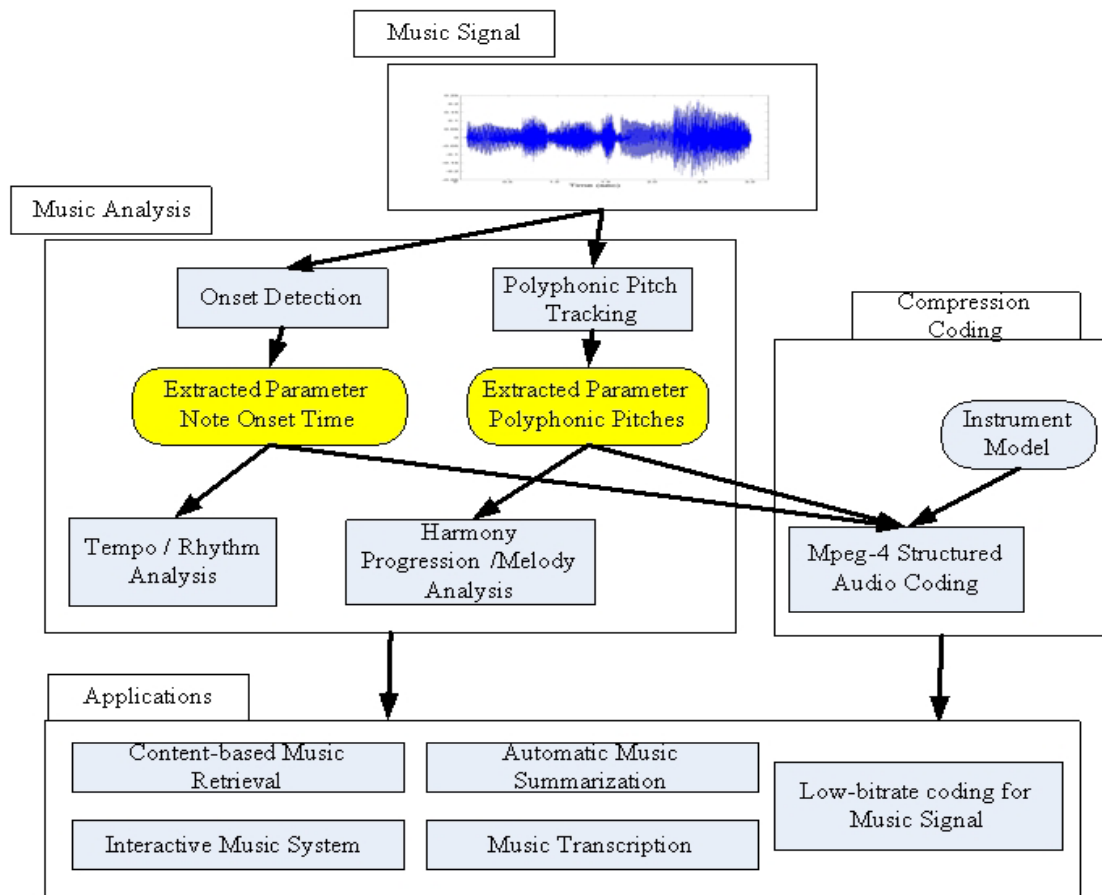 Music Signal
Time (sec)
Music Analysis
Onset Detection
Polyphonic Pitch
Tracking
Compression
Coding
Extracted Parameter
Note Onset Time
Extracted Parameter
Polyphonic Pitches
Instrument
Model
Tempo / Rhythm
Analysis
Harmony
Progression /Melody
Analysis
Mpeg-4 Structured
Audio Coding
Applications
Content-based Music
Retrieval
Automatic Music
Summarization
Low-bitrate coding for
Music Signal
Interactive Music System
Music Transcription